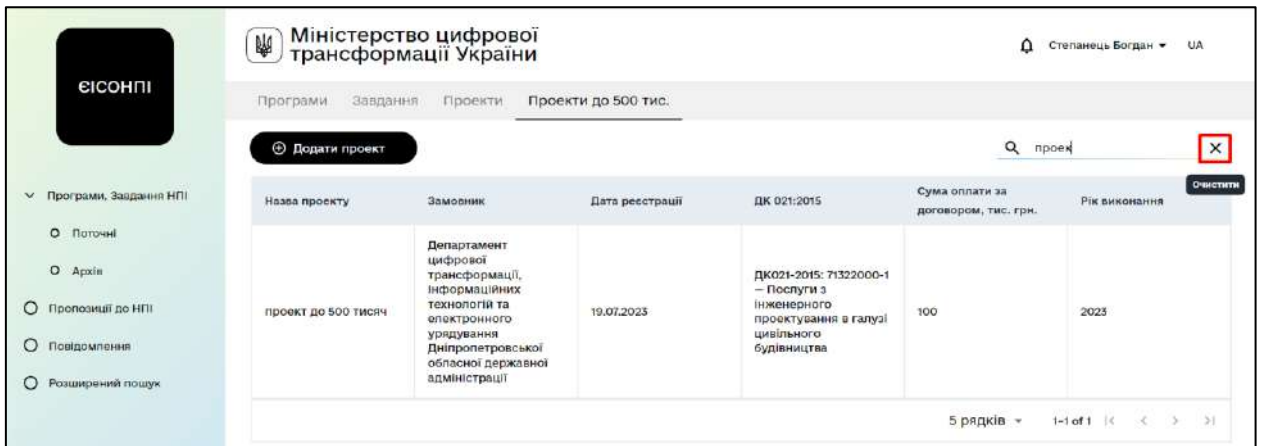 ЄІСОНПІ
Міністерство цифрової
трансформації України
Степанець Богдан
UA
Програми Завдання Проекти Проекти до 500 тис.
Додати проект
проек
Очистити
Програми, Завдання НПІ
Поточні
Архів
Пропозиції до НПІ
Повідомлення
Розширений пошук
Назва проекту
Замовник
Дата реєстрації
ДК 021:2015
Сума оплати за
договором, тис. грн.
Рік виконання
проект до 500 тисяч
Департамент
цифрової
трансформації,
інформаційних
технологій та
електронного
урядування
Дніпропетровської
обласної державної
адміністрації
19.07.2023
ДК021-2015: 71322000-1
— Послуги з
інженерного
проектування в галузі
цивільного
будівництва
100
2023
5 рядків
1-1 of 1